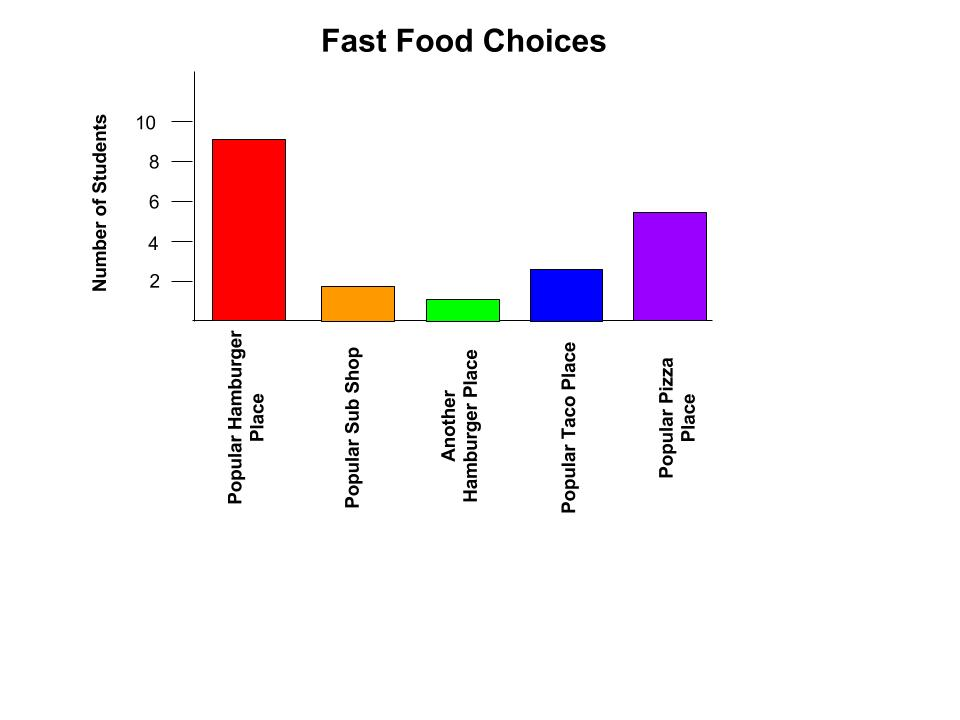 Fast Food Choices
Number of Students
10
8
6
4
2
Popular Hamburger
Place
Popular Sub Shop
Another
Hamburger Place
Popular Taco Place
Popular Pizza
Place